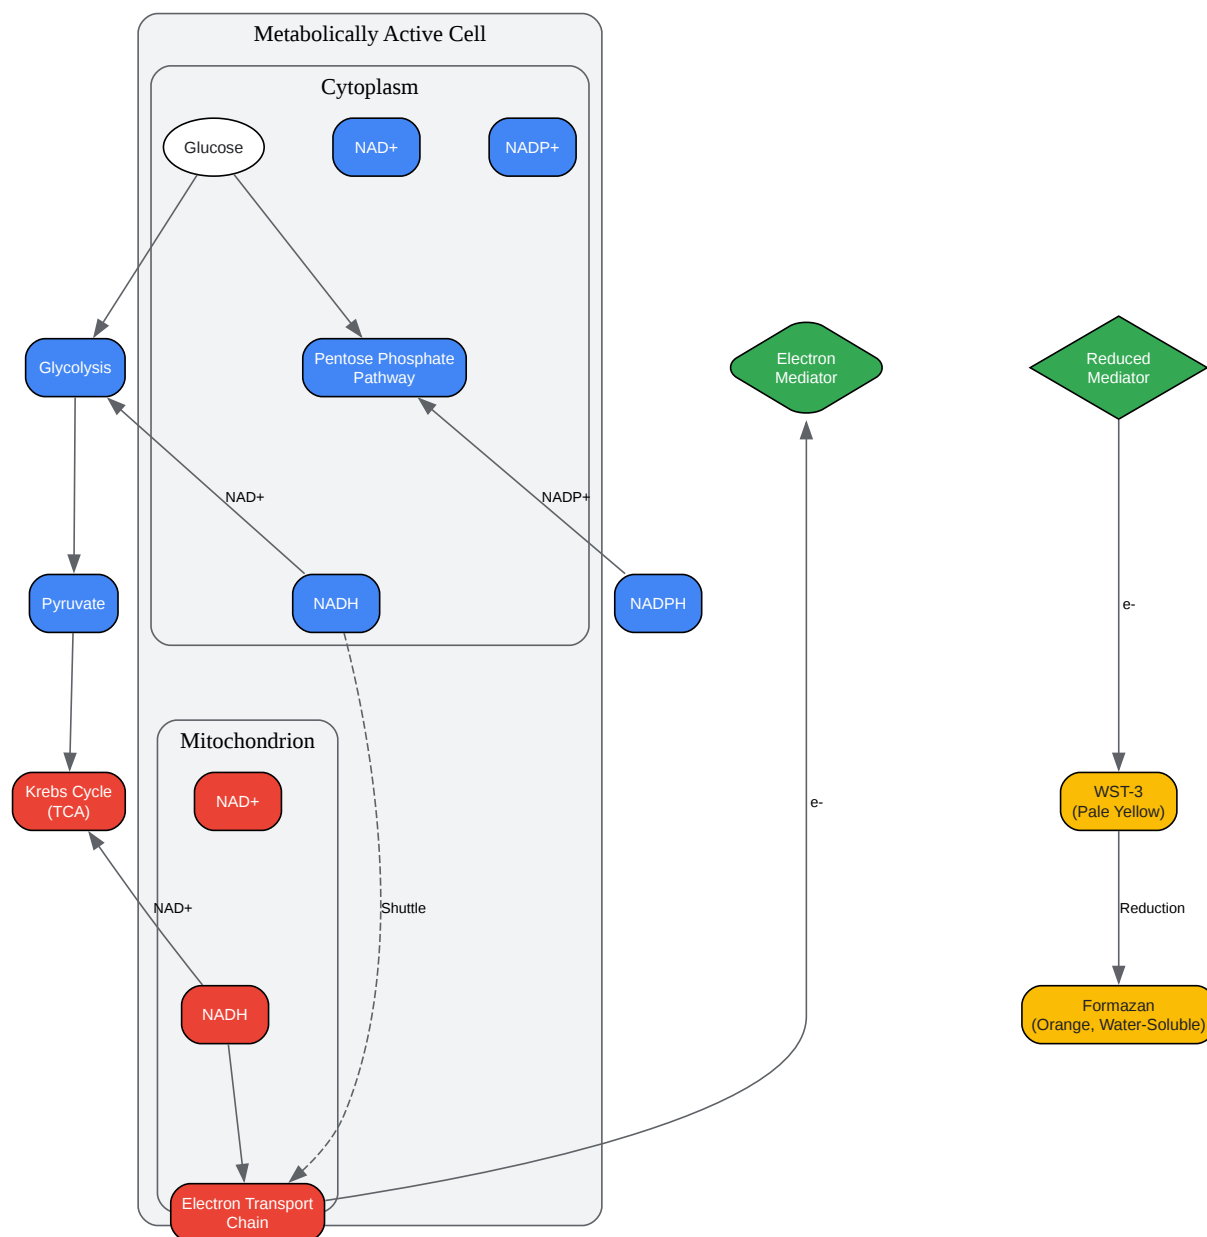 Metabolically Active Cell
Cytoplasm
Glucose
NAD+
NADP+
Glycolysis
Pentose Phosphate
Pathway
Electron
Mediator
Reduced
Mediator
NAD+
NADP+
Pyruvate
NADH
NADPH
e-
Mitochondrion
Krebs Cycle
(TCA)
NAD+
e-
WST-3
(Pale Yellow)
NAD+
Shuttle
Reduction
NADH
Formazan
(Orange, Water-Soluble)
Electron Transport
Chain